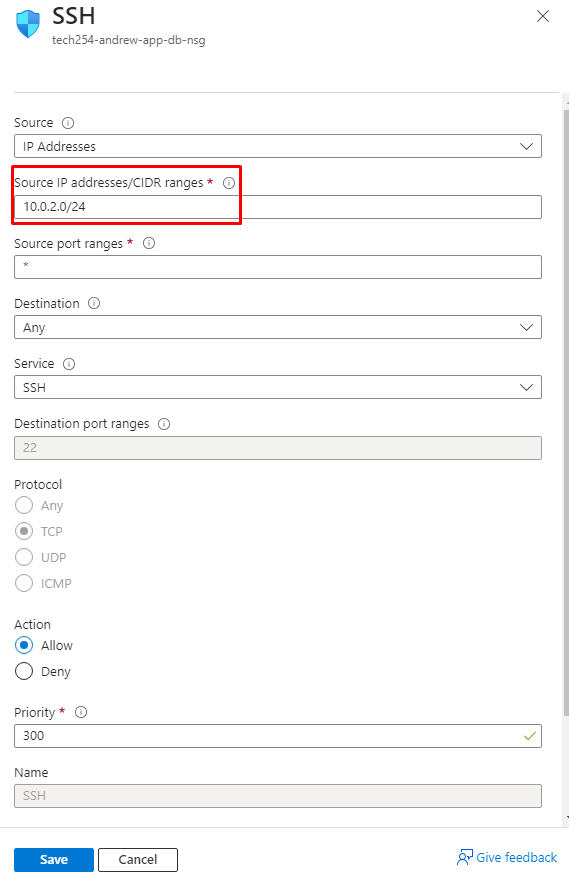 SSH
tech254-andrew-app-db-nsg
Source
IP Addresses
Source IP addresses/CIDR ranges *
10.0.2.0/24
Source port ranges *
*
Destination
Any
Service
SSH
Destination port ranges
22
Protocol
Any
TCP
UDP
ICMP
Action
Allow
Deny
Priority *
300
Name
SSH
Save Cancel Give feedback